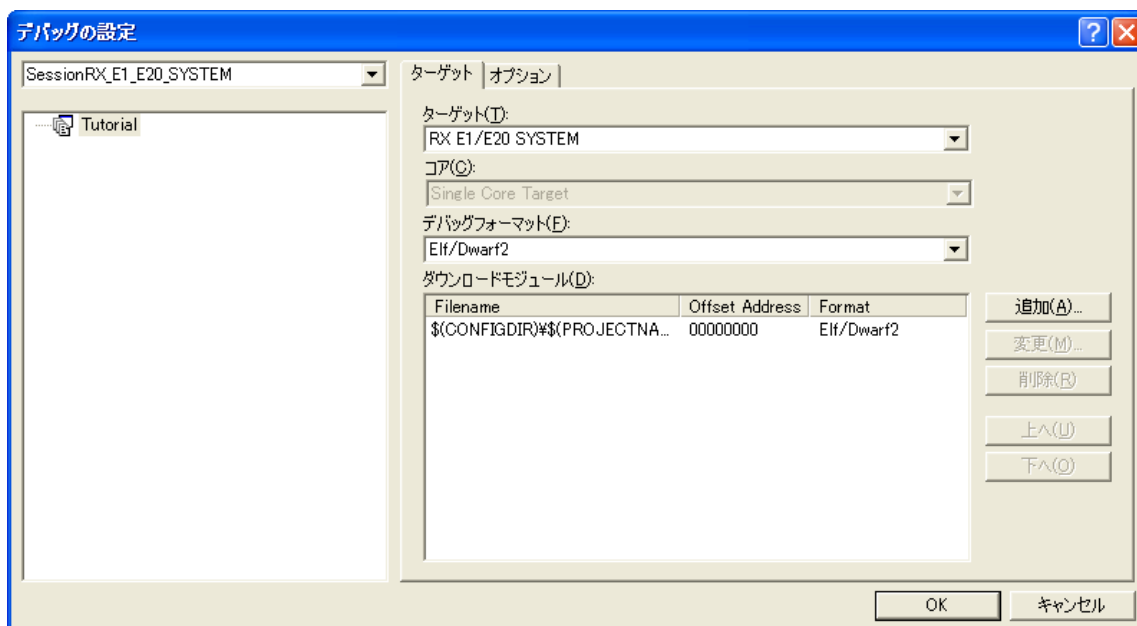 デバッグの設定
SessionRX_E1_E20_SYSTEM
Tutorial
ターゲット
オプション
ターゲット(T):
RX E1/E20 SYSTEM
コア(C):
Single Core Target
デバッグフォーマット(F):
Elf/Dwarf2
ダウンロードモジュール(D):
Filename Offset Address Format
$(CONFIGDIR)¥$(PROJECTNA... 00000000 Elf/Dwarf2
追加(A)...
変更(M)...
削除(R)
上へ(U)
下へ(O)
OK
キャンセル